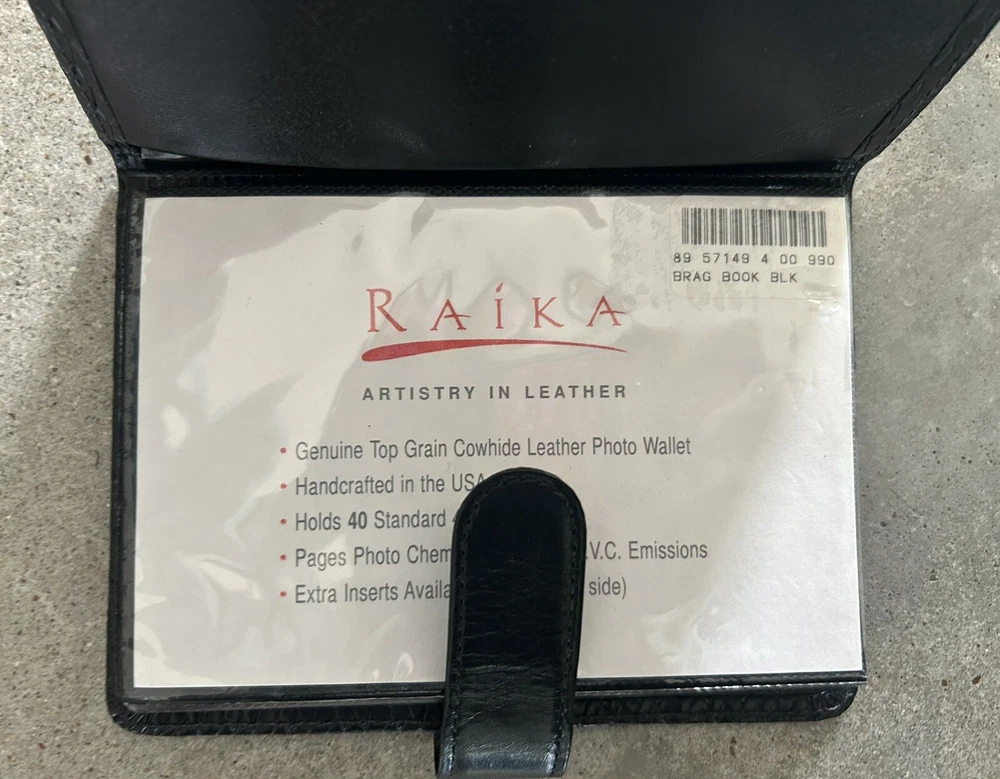 89 57149 4 00 990
BRAG BOOK BLK
RAiKA
ARTISTRY IN LEATHER
• Genuine Top Grain Cowhide Leather Photo Wallet
• Handcrafted in the USA
• Holds 40 Standard
• Pages Photo Chem .V.C. Emissions
• Extra Inserts Availa side)